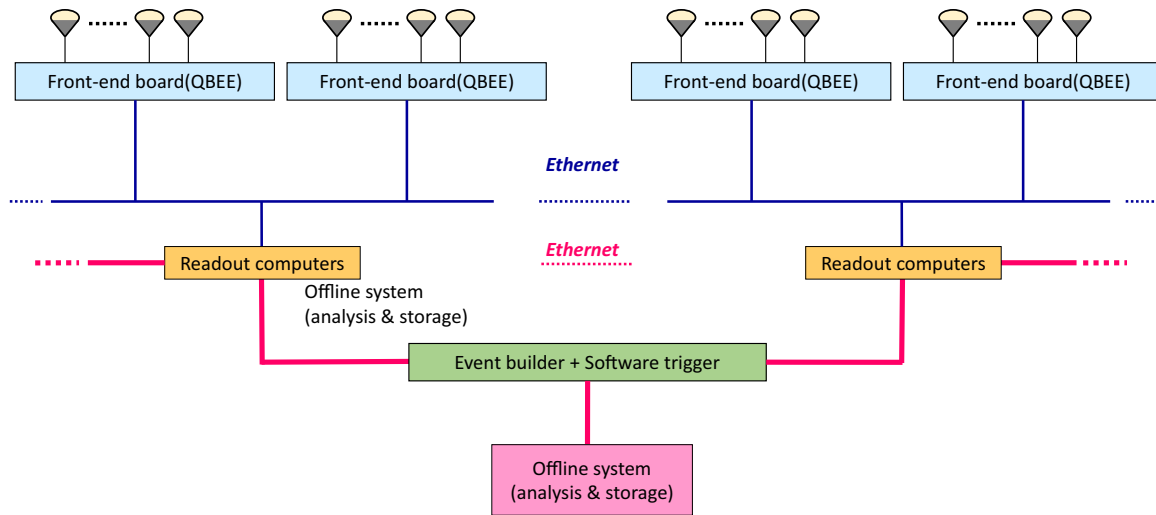 Front-end board(QBEE)
Front-end board(QBEE)
Front-end board(QBEE)
Front-end board(QBEE)
Ethernet
Ethernet
Readout computers
Readout computers
Offline system
(analysis & storage)
Event builder + Software trigger
Offline system
(analysis & storage)